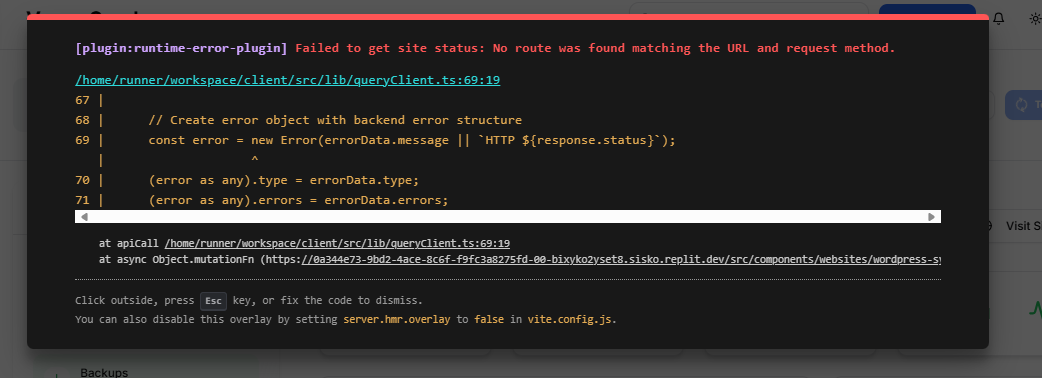 [plugin:runtime-error-plugin] Failed to get site status: No route was found matching the URL and request method.
/home/runner/workspace/client/src/lib/queryClient.ts:69:19
67 |
68 |      // Create error object with backend error structure
69 |      const error = new Error(errorData.message || `HTTP ${response.status}`);
   |                    ^
70 |      (error as any).type = errorData.type;
71 |      (error as any).errors = errorData.errors;
at apiCall /home/runner/workspace/client/src/lib/queryClient.ts:69:19
at async Object.mutationFn (https://0a344e73-9bd2-4ace-8c6f-f9fc3a8275fd-00-bixyko2yset8.sisko.replit.dev/src/components/websites/wordpress-sy
Click outside, press Esc key, or fix the code to dismiss.
You can also disable this overlay by setting server.hmr.overlay to false in vite.config.js.
Visit S
Backups